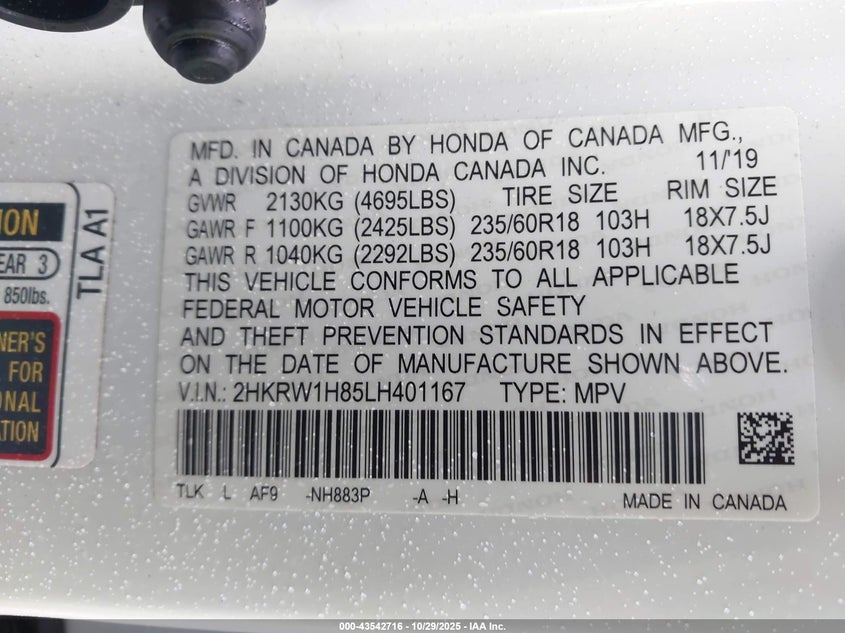 MFD. IN CANADA BY HONDA OF CANADA MFG.,
A DIVISION OF HONDA CANADA INC. 11/'19
GVWR 2130KG (4695LBS) TIRE SIZE RIM SIZE
GAWR F 1100KG (2425LBS) 235/60R18 103H 18X7.5J
GAWR R 1040KG (2292LBS) 235/60R18 103H 18X7.5J
THIS VEHICLE CONFORMS TO ALL APPLICABLE
FEDERAL MOTOR VEHICLE SAFETY
AND THEFT PREVENTION STANDARDS IN EFFECT
ON THE DATE OF MANUFACTURE SHOWN ABOVE.
V.I.N.: 2HKRW1H85LH401167 TYPE: MPV
TLK L AF9 -NH883P -A -H MADE IN CANADA
ION
EAR 3
850lbs.
NER'S
FOR
ONAL
ATION
TLA A1
000-43542716 - 10/29/2025 - IAA Inc.